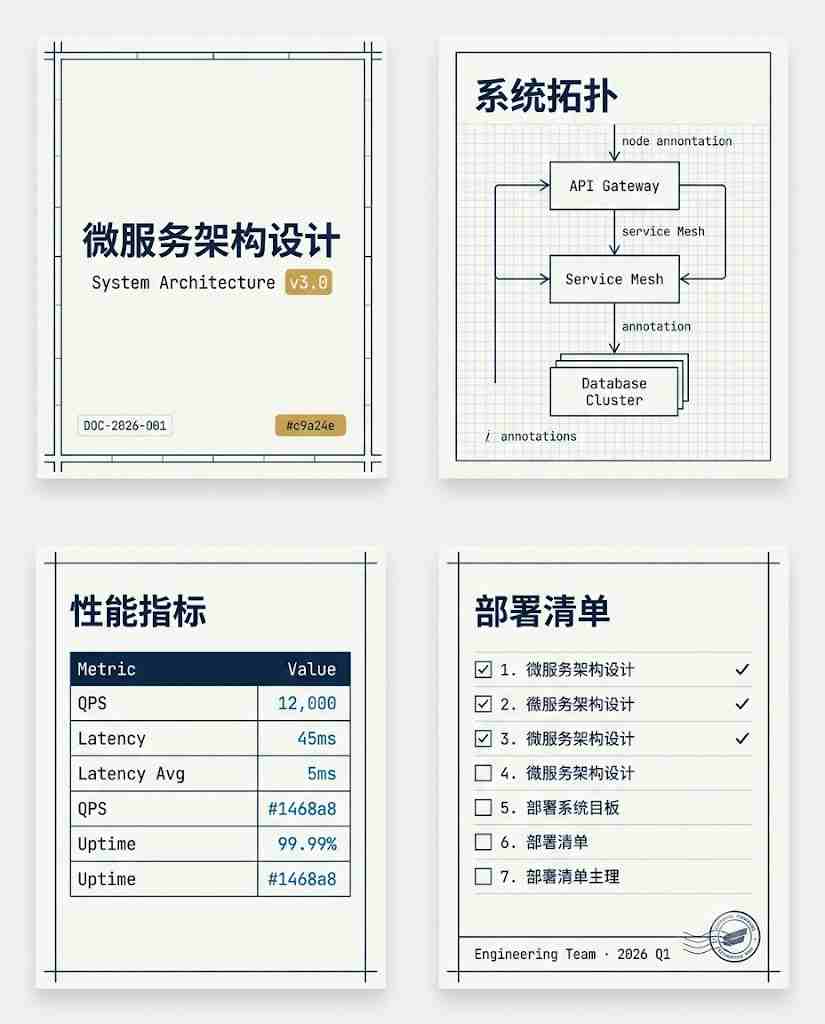 微服务架构设计
System Architecture v3.0
DOC-2026-001
#c9a24e
系统拓扑
node annontation
API Gateway
service Mesh
Service Mesh
annotation
Database
Cluster
i annotations
性能指标
Metric Value
QPS 12,000
Latency 45ms
Latency Avg 5ms
QPS #1468a8
Uptime 99.99%
Uptime #1468a8
部署清单
1. 微服务架构设计
2. 微服务架构设计
3. 微服务架构设计
4. 微服务架构设计
5. 部署系统目板
6. 部署清单
7. 部署清单主理
Engineering Team · 2026 Q1